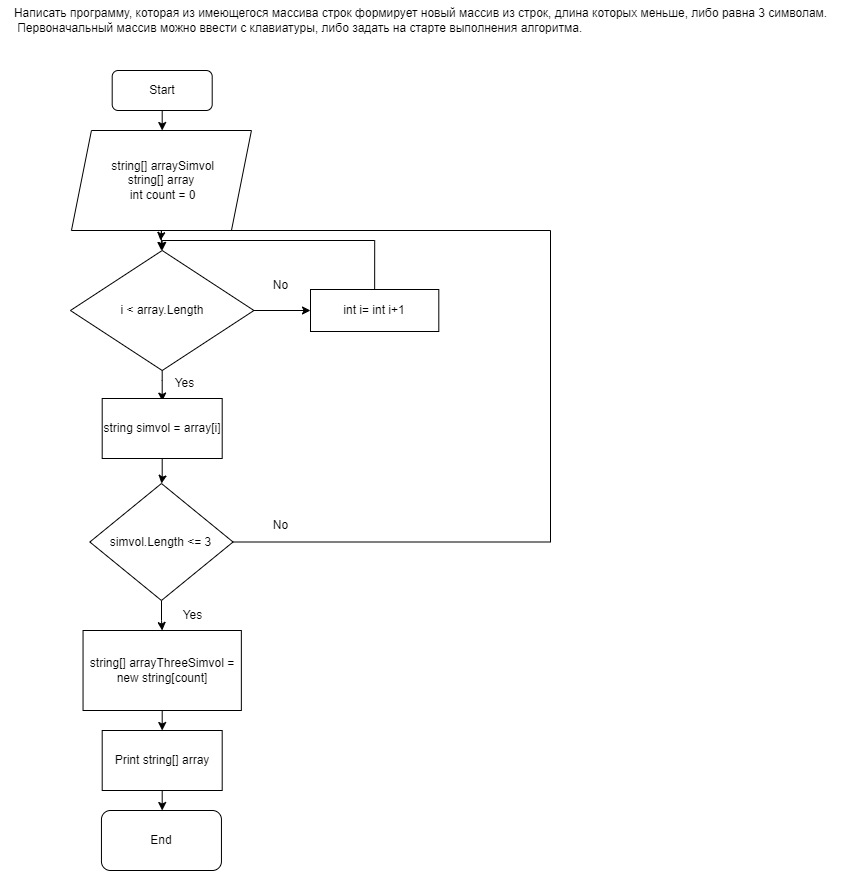 Написать программу, которая из имеющегося массива строк формирует новый массив из строк, длина которых меньше, либо равна 3 символам.
Первоначальный массив можно ввести с клавиатуры, либо задать на старте выполнения алгоритма.
Start
string[] arraySimvol
string[] array
int count = 0
i < array.Length
No
int i= int i+1
Yes
string simvol = array[i]
simvol.Length <= 3
No
Yes
string[] arrayThreeSimvol =
new string[count]
Print string[] array
End